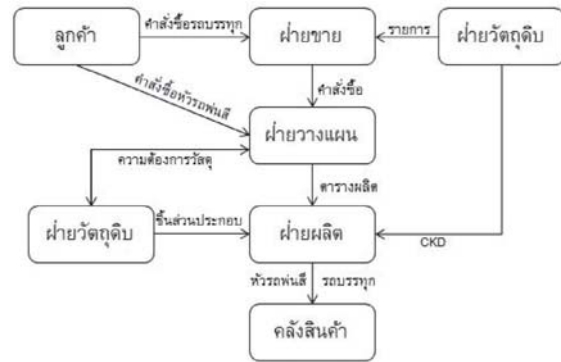 ลูกค้า
คำสั่งซื้อรถบรรทุก
ฝ่ายขาย
รายการ
ฝ่ายวัตถุดิบ
คำสั่งซื้อหัวรถพ่นสี
คำสั่งซื้อ
ฝ่ายวางแผน
ความต้องการวัสดุ
ตารางผลิต
ฝ่ายวัตถุดิบ
ชิ้นส่วนประกอบ
ฝ่ายผลิต
CKD
หัวรถพ่นสี
รถบรรทุก
คลังสินค้า